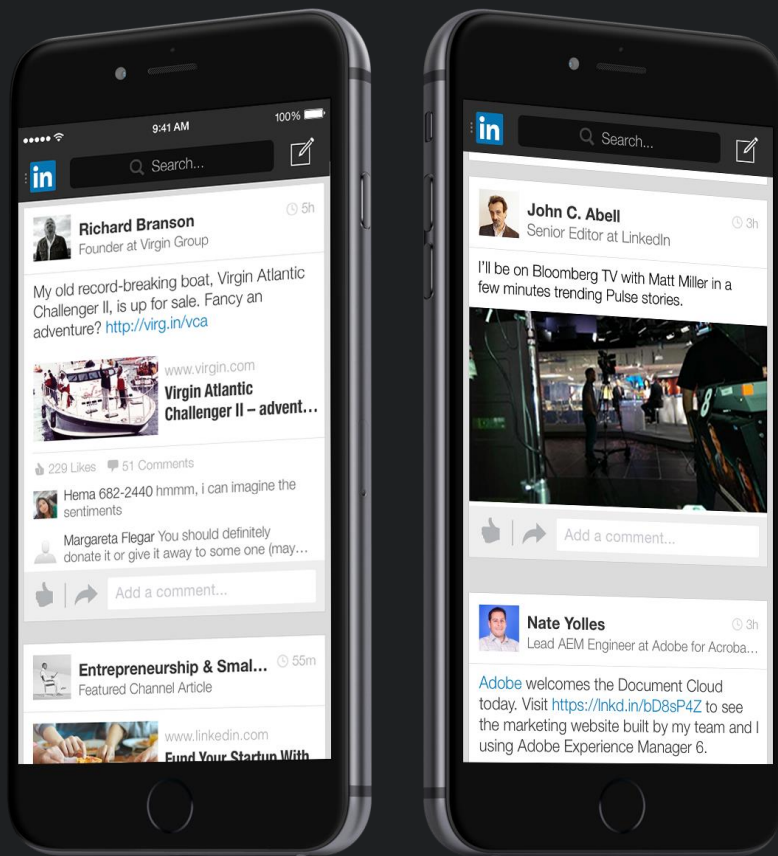 9:41 AM
100%
in
Search...
Richard Branson
5h
Founder at Virgin Group
My old record-breaking boat, Virgin Atlantic
Challenger II, is up for sale. Fancy an
adventure? http://virg.in/vca
www.virgin.com
Virgin Atlantic
Challenger II – advent...
229 Likes 51 Comments
Hema 682-2440 hmmm, i can imagine the
sentiments
Margareta Flegar You should definitely
donate it or give it away to some one (may...
Add a comment...
Entrepreneurship & Smal...
55m
Featured Channel Article
www.linkedin.com
Fund Your Startup With
in
Search...
John C. Abell
3h
Senior Editor at LinkedIn
I'll be on Bloomberg TV with Matt Miller in a
few minutes trending Pulse stories.
8
Add a comment...
Nate Yolles
3h
Lead AEM Engineer at Adobe for Acroba...
Adobe welcomes the Document Cloud
today. Visit https://lnkd.in/bD8sP4Z to see
the marketing website built by my team and I
using Adobe Experience Manager 6.